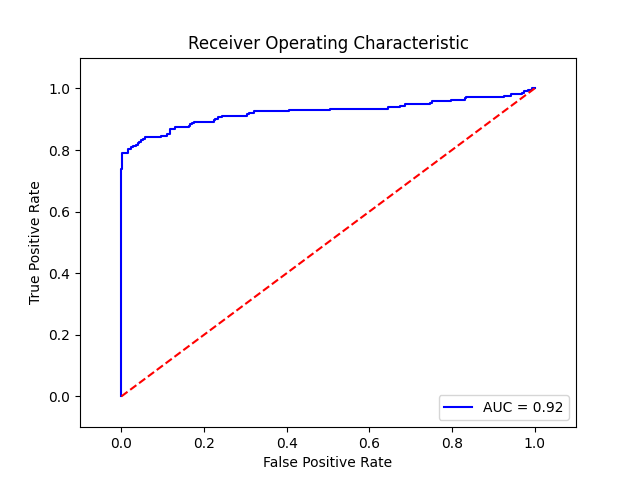 Receiver Operating Characteristic
True Positive Rate
1.0
0.8
0.6
0.4
0.2
0.0
AUC = 0.92
0.0 0.2 0.4 0.6 0.8 1.0
False Positive Rate